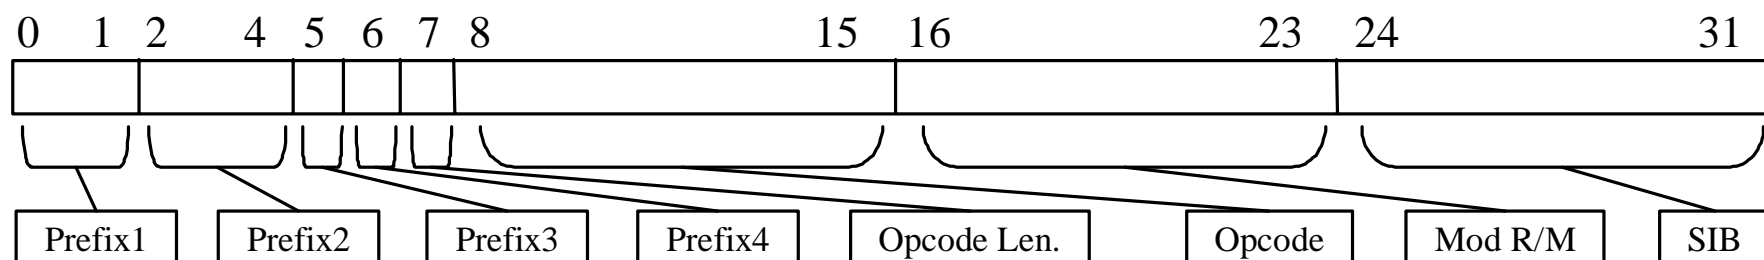 0 1 2 4 5 6 7 8 15 16 23 24 31
Prefix1 Prefix2 Prefix3 Prefix4 Opcode Len. Opcode Mod R/M SIB